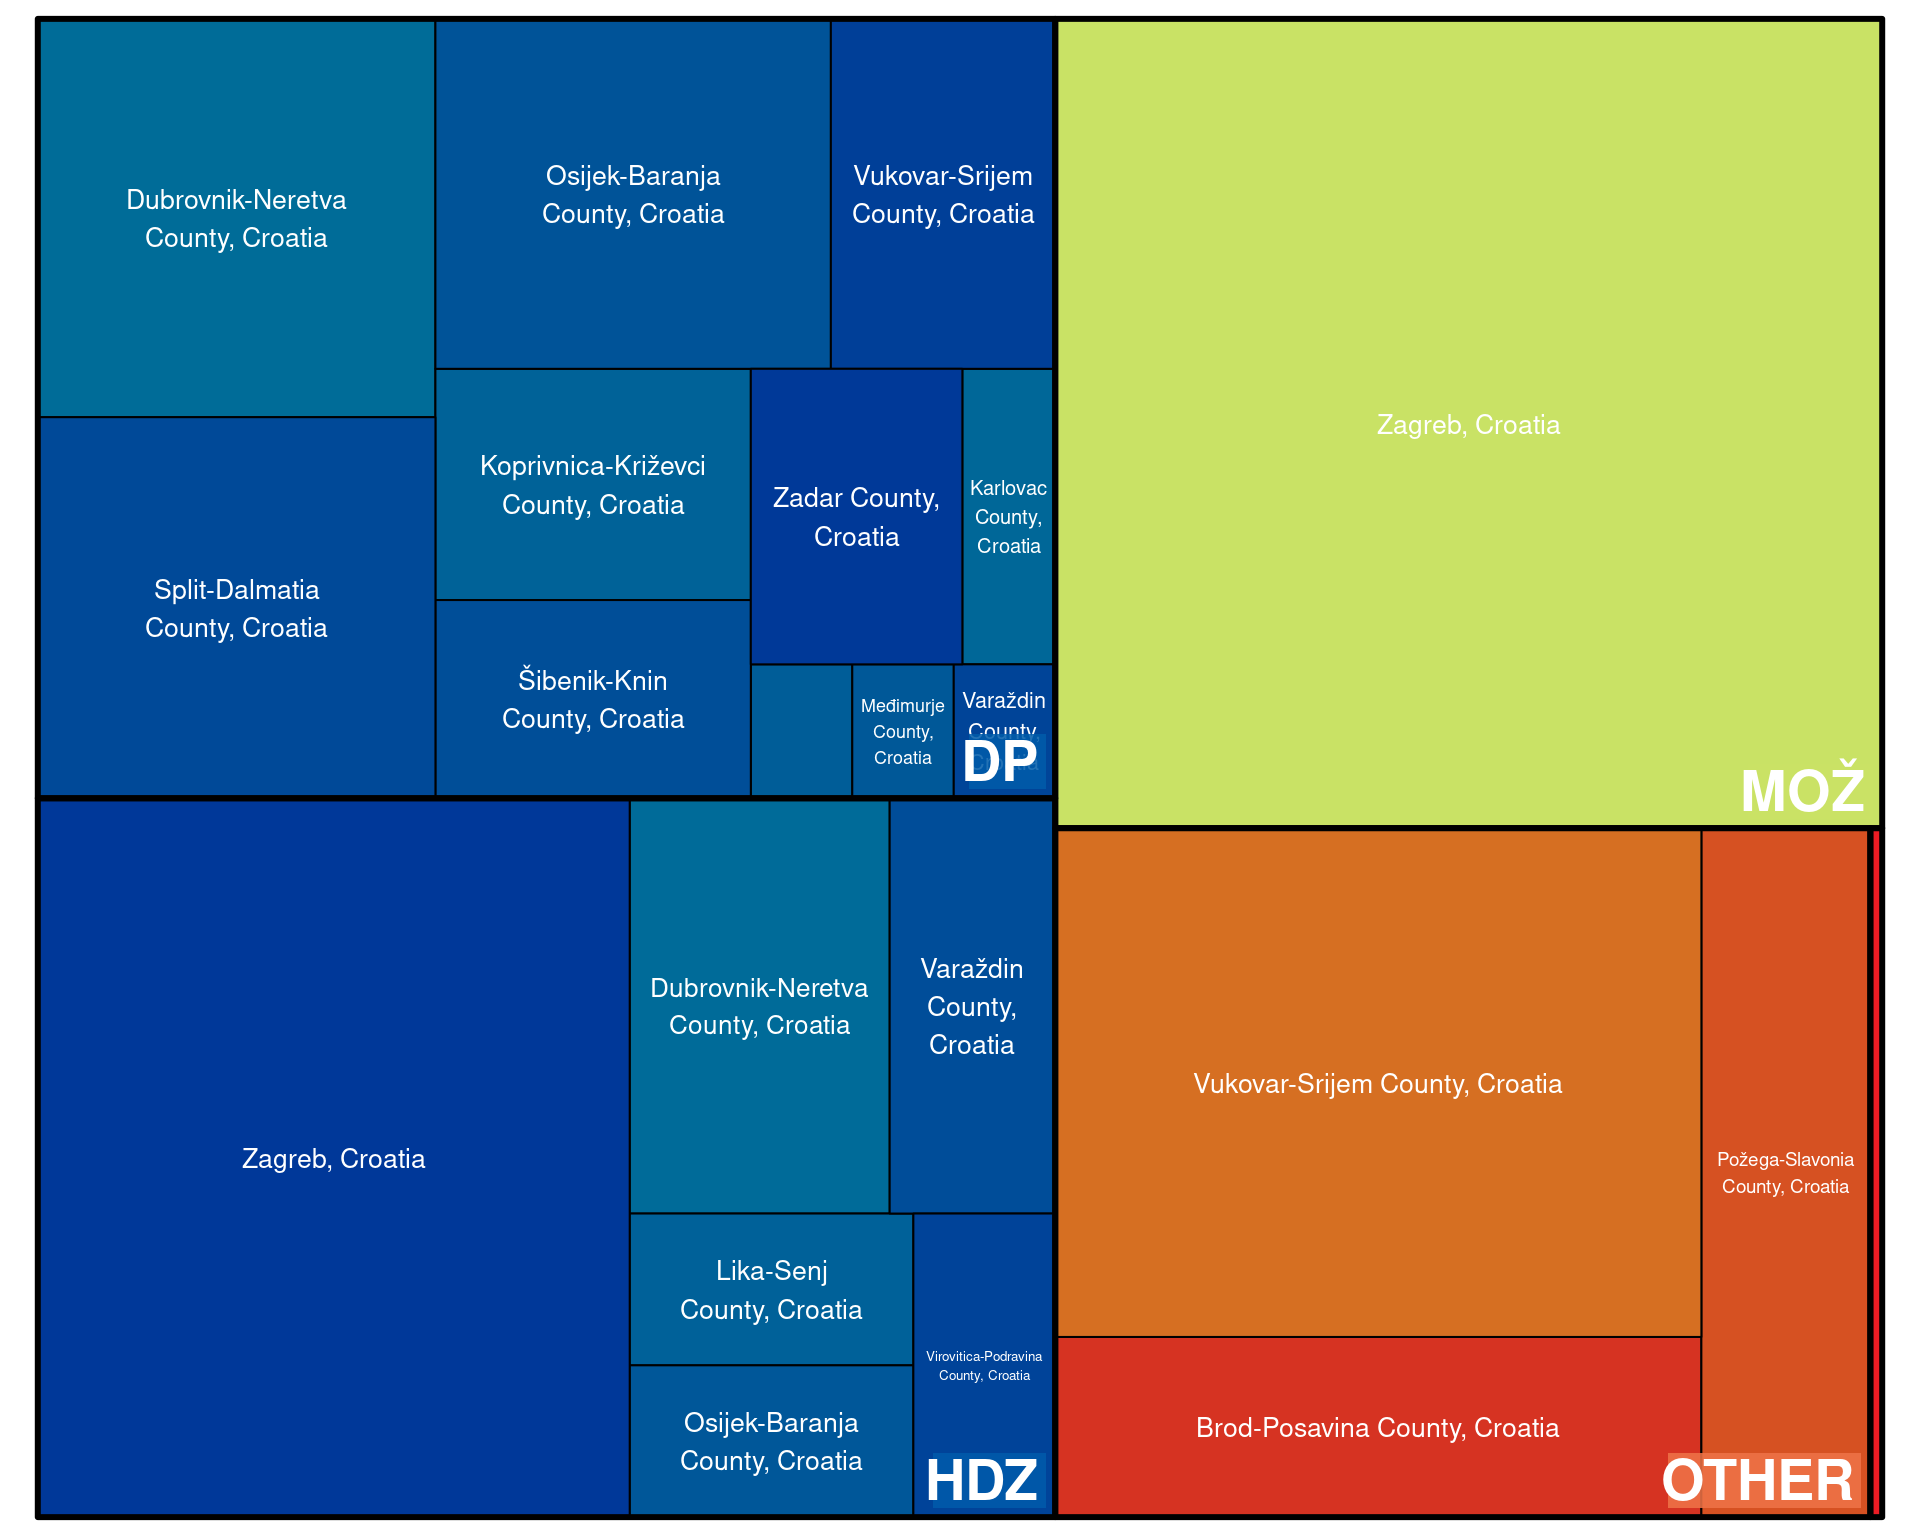 Dubrovnik-Neretva
County, Croatia
Osijek-Baranja
County, Croatia
Vukovar-Srijem
County, Croatia
Split-Dalmatia
County, Croatia
Koprivnica-Križevci
County, Croatia
Zadar County,
Croatia
Karlovac
County,
Croatia
Šibenik-Knin
County, Croatia
Međimurje
County,
Croatia
Varaždin
County,
Croatia
DP
Zagreb, Croatia
MOŽ
Zagreb, Croatia
Dubrovnik-Neretva
County, Croatia
Varaždin
County,
Croatia
Lika-Senj
County, Croatia
Osijek-Baranja
County, Croatia
Virovitica-Podravina
County, Croatia
HDZ
Vukovar-Srijem County, Croatia
Požega-Slavonia
County, Croatia
Brod-Posavina County, Croatia
OTHER